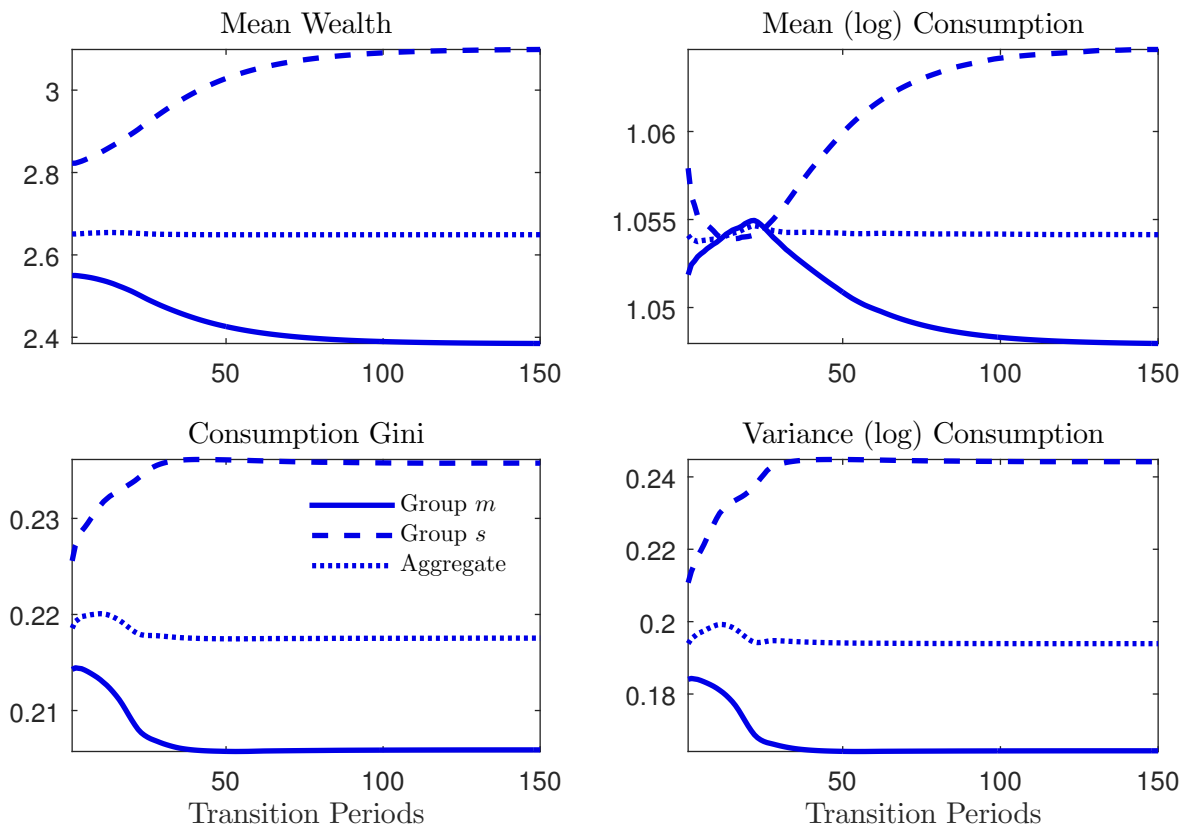 Mean Wealth
3
2.8
2.6
2.4
50 100 150
Mean (log) Consumption
1.06
1.055
1.05
50 100 150
Consumption Gini
0.23
0.22
0.21
Group m
Group s
Aggregate
50 100 150
Transition Periods
Variance (log) Consumption
0.24
0.22
0.2
0.18
50 100 150
Transition Periods